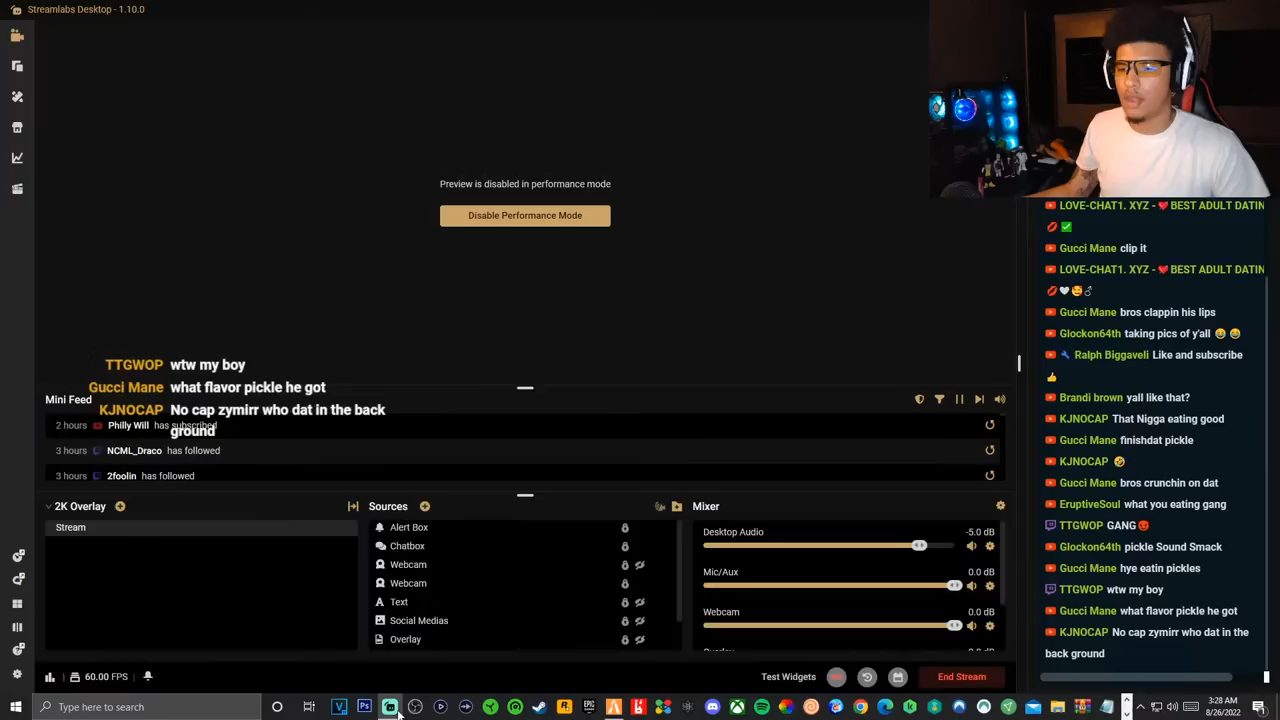 Streamlabs Desktop - 1.10.0
Preview is disabled in performance mode
Disable Performance Mode
TTGWOP wtw my boy
Gucci Mane what flavor pickle he got
KJNOCAP No cap zymirr who dat in the back
ground
Mini Feed
2 hours Philly Will has subscribed
3 hours NCML_Draco has followed
3 hours 2foolin has followed
2K Overlay
Stream
Sources
Alert Box
Chatbox
Webcam
Webcam
Text
Social Medias
Overlay
Mixer
Desktop Audio -5.0 dB
Mic/Aux 0.0 dB
Webcam 0.0 dB
60.00 FPS
Test Widgets
End Stream
LOVE-CHAT1. XYZ - ❤️ BEST ADULT DATIN
💋 ✅
Gucci Mane clip it
LOVE-CHAT1. XYZ - ❤️ BEST ADULT DATIN
Gucci Mane bros clappin his lips
Glockon64th taking pics of y'all 😂 😂
Ralph Biggaveli Like and subscribe
👍
Brandi brown yall like that?
KJNOCAP That Nigga eating good
Gucci Mane finishdat pickle
KJNOCAP 🤣
Gucci Mane bros crunchin on dat
EruptiveSoul what you eating gang
TTGWOP GANG
Glockon64th pickle Sound Smack
Gucci Mane hye eatin pickles
TTGWOP wtw my boy
Gucci Mane what flavor pickle he got
KJNOCAP No cap zymirr who dat in the
back ground
Type here to search
3:28 AM
8/26/2022